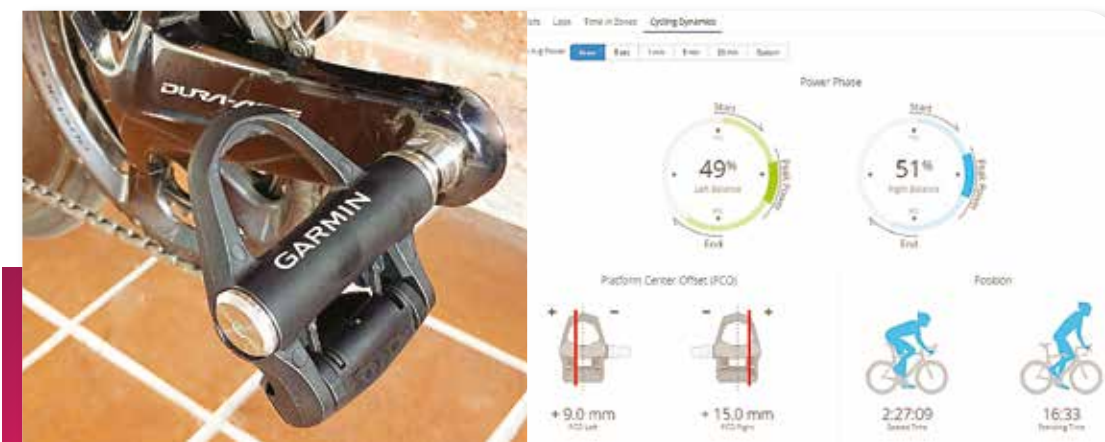 DURA-ACE
GARMIN
Laps Time in Zones Cycling Dynamics
Power Phase
Start
Start
49%
51%
Left Balance
Right Balance
Peak Power
Peak Power
End
End
Platform Center Offset (PCO)
Position
+ -
- +
+ 9.0 mm
+ 15.0 mm
2:27:09
16:33
PCO Left
PCO Right
Seated Time
Standing Time